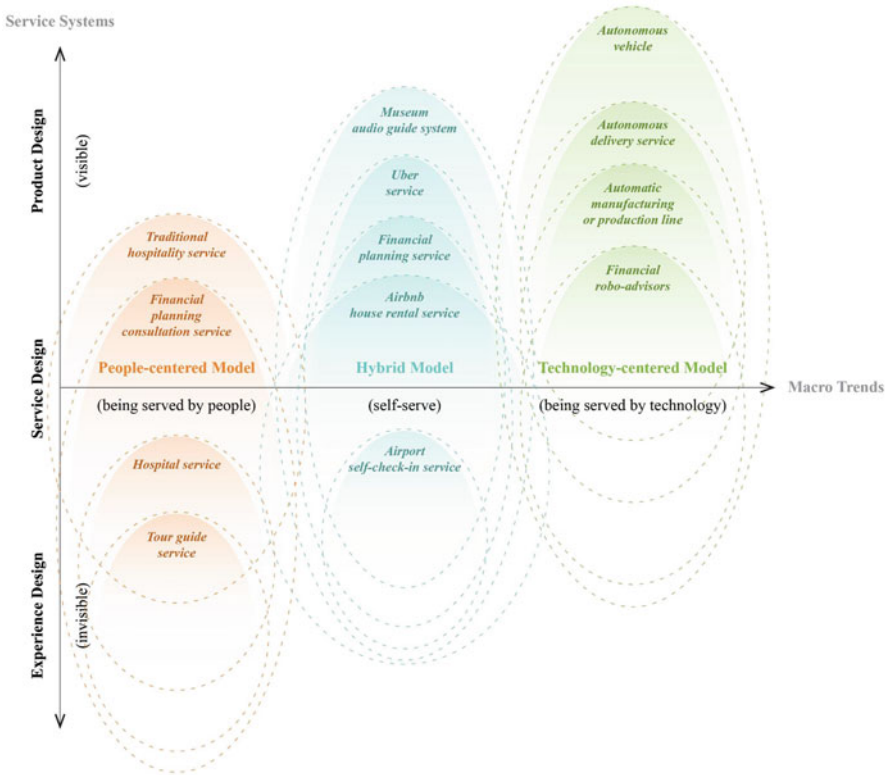 Service Systems
Product Design
(visible)
Service Design
Experience Design
(invisible)
Traditional
hospitality service
Financial
planning
consultation service
People-centered Model
(being served by people)
Hospital service
Tour guide
service
Museum
audio guide system
Uber
service
Financial
planning service
Airbnb
house rental service
Hybrid Model
(self-serve)
Airport
self-check-in service
Autonomous
vehicle
Autonomous
delivery service
Automatic
manufacturing
or production line
Financial
robo-advisors
Technology-centered Model
(being served by technology)
Macro Trends